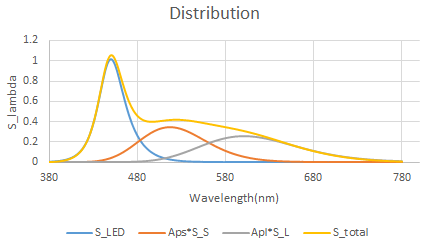 Distribution
1.2
1
0.8
0.6
0.4
0.2
0
S_lambda
380 480 580 680 780
Wavelength(nm)
S_LED Aps*S_S Apl*S_L S_total